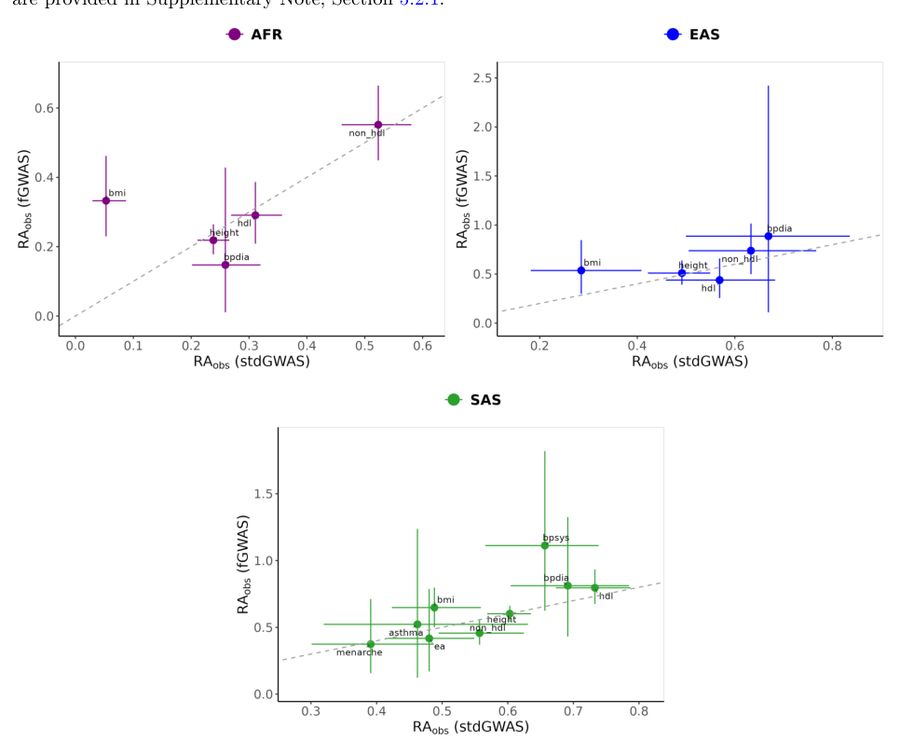 are provided in Supplementary Note, Section 5.2.1.
AFR
EAS
0.6
0.4
0.2
0.0
RAobs (fGWAS)
non_hdl
bmi
hdl
height
bpdia
0.0 0.1 0.2 0.3 0.4 0.5 0.6
RAobs (stdGWAS)
2.5
2.0
1.5
1.0
0.5
0.0
RAobs (fGWAS)
bpdia
non_hdl
bmi
height
hdl
0.2 0.4 0.6 0.8
RAobs (stdGWAS)
SAS
1.5
1.0
0.5
0.0
RAobs (fGWAS)
bpsys
bpdia
hdl
bmi
height
non_hdl
asthma
ea
menarche
0.3 0.4 0.5 0.6 0.7 0.8
RAobs (stdGWAS)